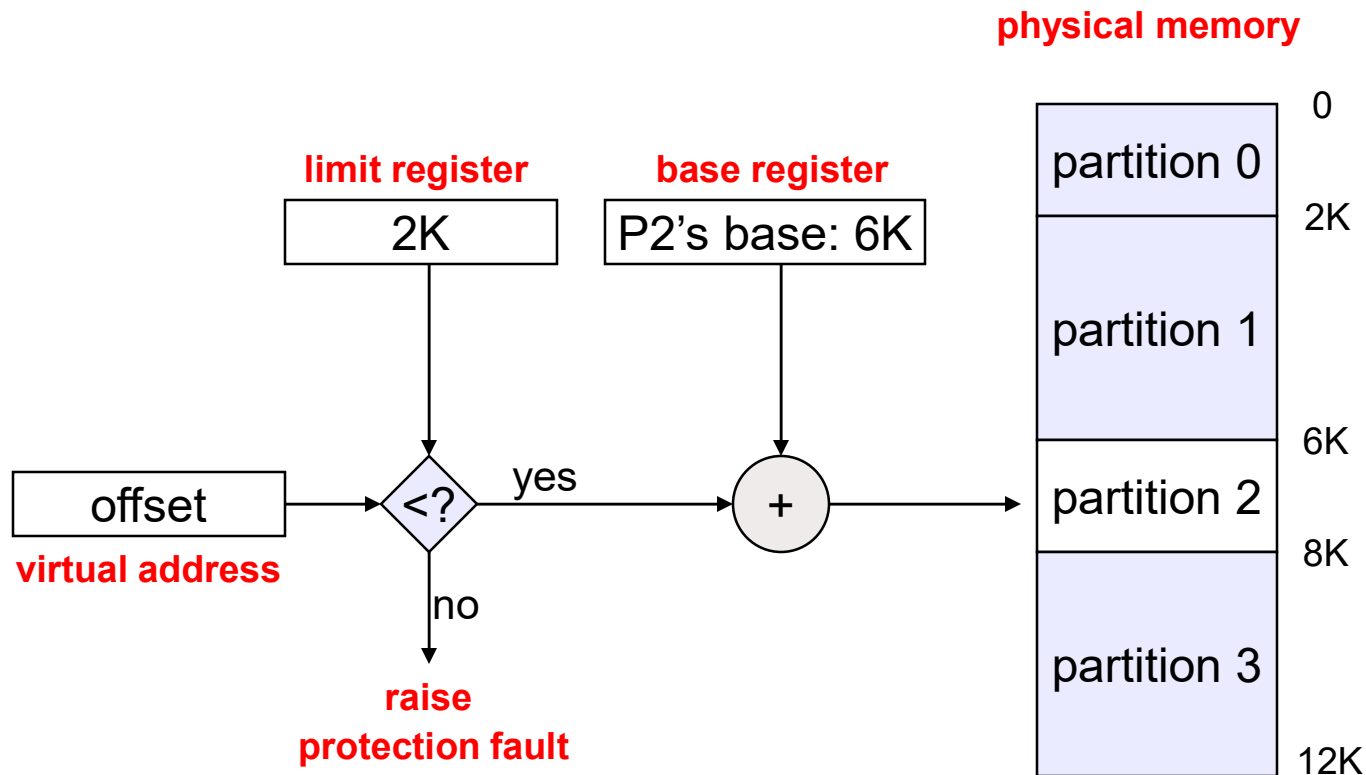 physical memory
0
partition 0
limit register
base register
2K
P2’s base: 6K
2K
partition 1
6K
yes
offset
<?
+
partition 2
virtual address
8K
no
partition 3
raise
protection fault
12K